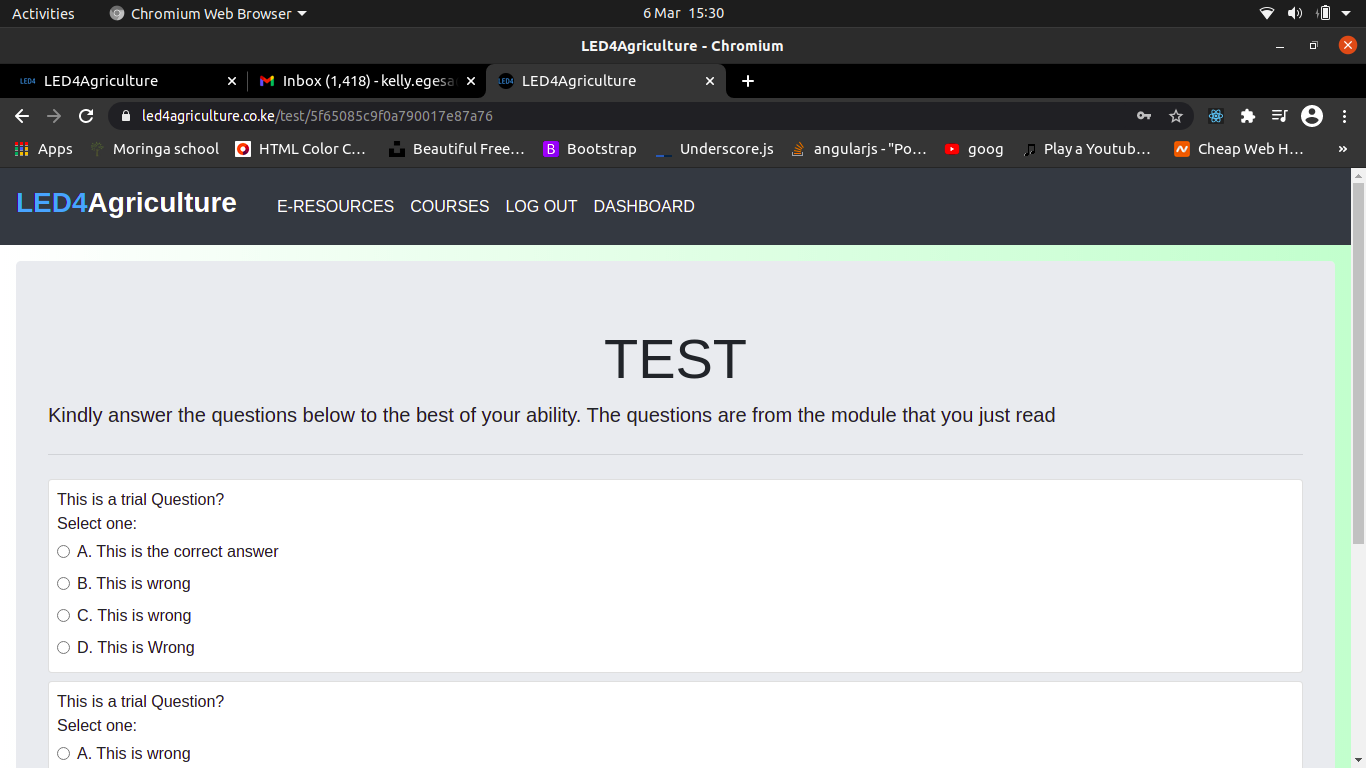 Activities Chromium Web Browser 6 Mar 15:30
LED4Agriculture - Chromium
LED4 LED4Agriculture Inbox (1,418) - kelly.egesa LED4 LED4Agriculture
led4agriculture.co.ke/test/5f65085c9f0a790017e87a76
Apps Moringa school HTML Color C... Beautiful Free... B Bootstrap Underscore.js angularjs - "Po... goog Play a Youtub... Cheap Web H... »
LED4Agriculture E-RESOURCES COURSES LOG OUT DASHBOARD
TEST
Kindly answer the questions below to the best of your ability. The questions are from the module that you just read
This is a trial Question?
Select one:
A. This is the correct answer
B. This is wrong
C. This is wrong
D. This is Wrong
This is a trial Question?
Select one:
A. This is wrong